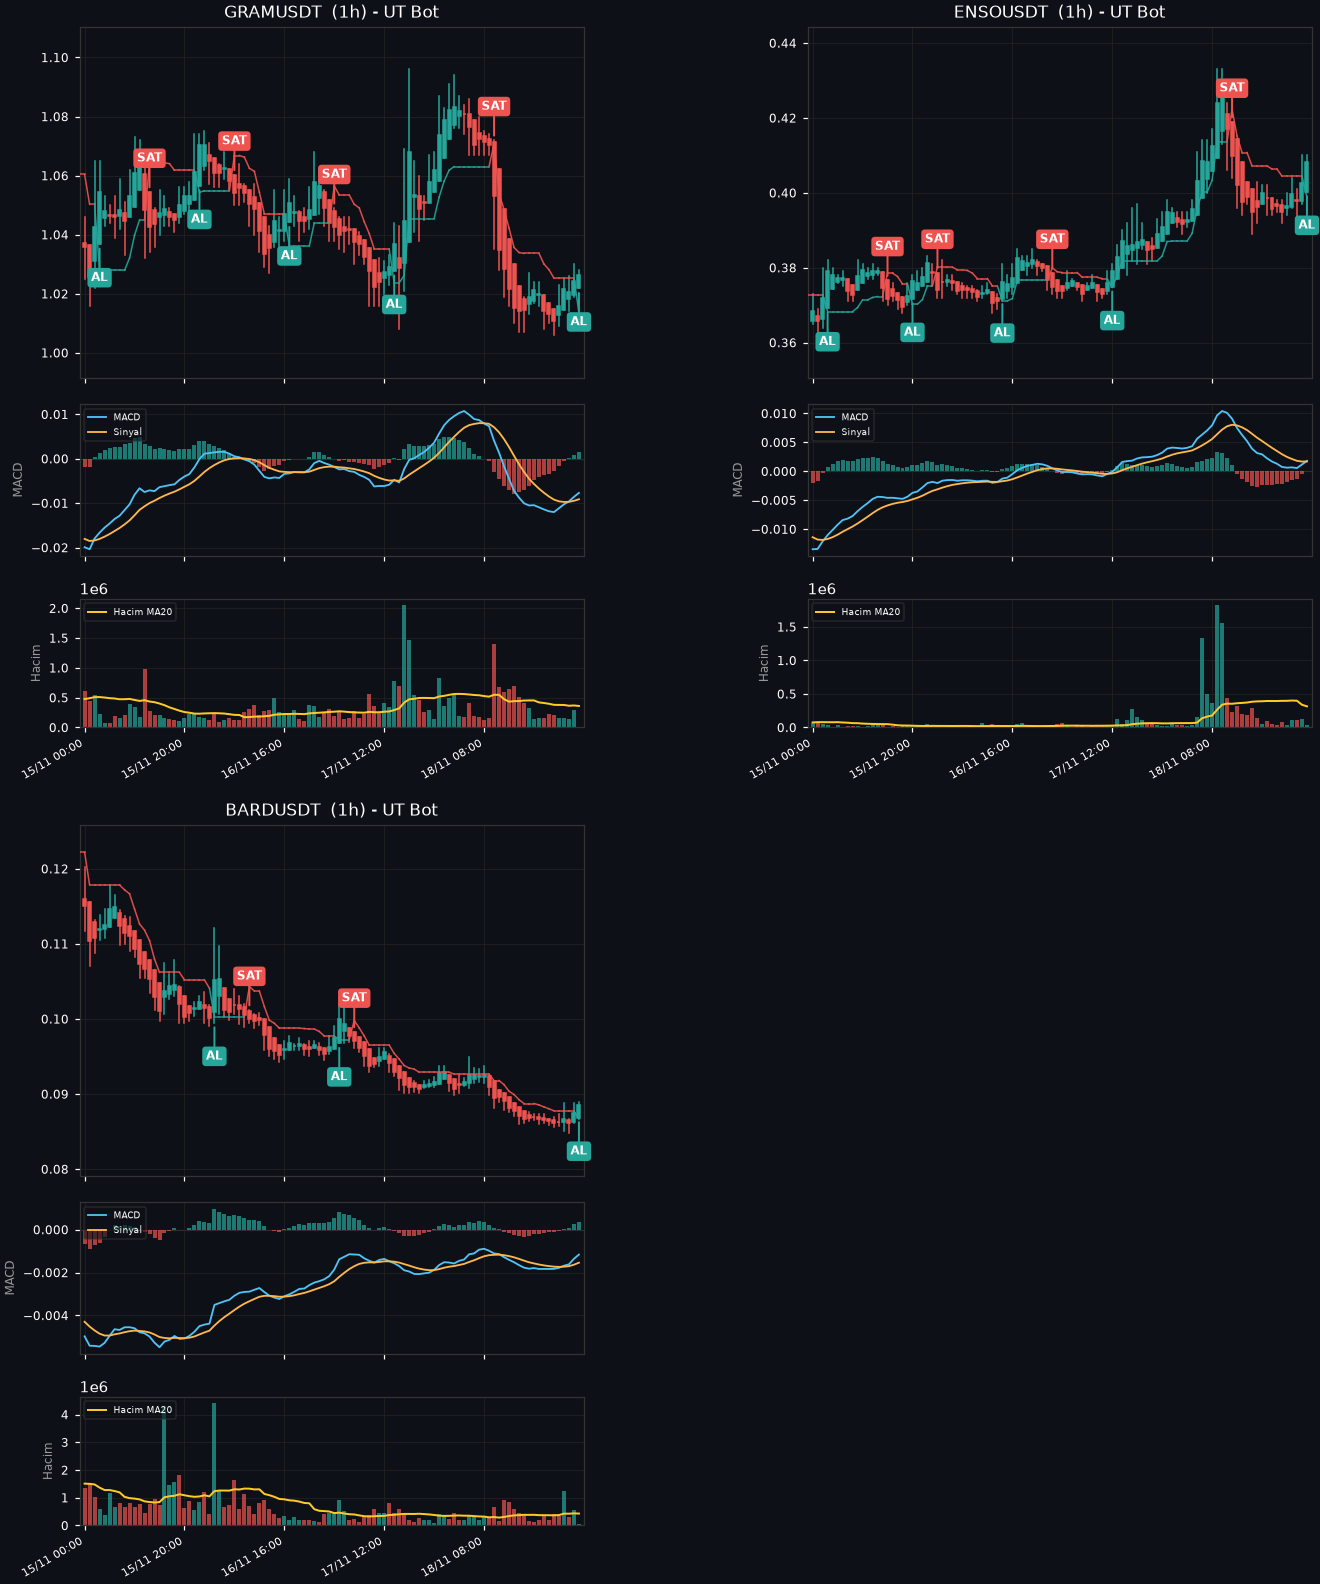 GRAMUSDT (1h) - UT Bot
1.10
1.08
1.06
1.04
1.02
1.00
SAT
SAT
SAT
SAT
AL
AL
AL
AL
AL
MACD
Sinyal
0.01
0.00
−0.01
−0.02
MACD
1e6
Hacim MA20
2.0
1.5
1.0
0.5
0.0
Hacim
15/11 00:00
15/11 20:00
16/11 16:00
17/11 12:00
18/11 08:00
ENSOUSDT (1h) - UT Bot
0.44
0.42
0.40
0.38
0.36
SAT
SAT
SAT
SAT
AL
AL
AL
AL
AL
MACD
Sinyal
0.010
0.005
0.000
−0.005
−0.010
MACD
1e6
Hacim MA20
1.5
1.0
0.5
0.0
Hacim
15/11 00:00
15/11 20:00
16/11 16:00
17/11 12:00
18/11 08:00
BARDUSDT (1h) - UT Bot
0.12
0.11
0.10
0.09
0.08
SAT
SAT
AL
AL
AL
MACD
Sinyal
0.000
−0.002
−0.004
MACD
1e6
Hacim MA20
4
3
2
1
0
Hacim
15/11 00:00
15/11 20:00
16/11 16:00
17/11 12:00
18/11 08:00